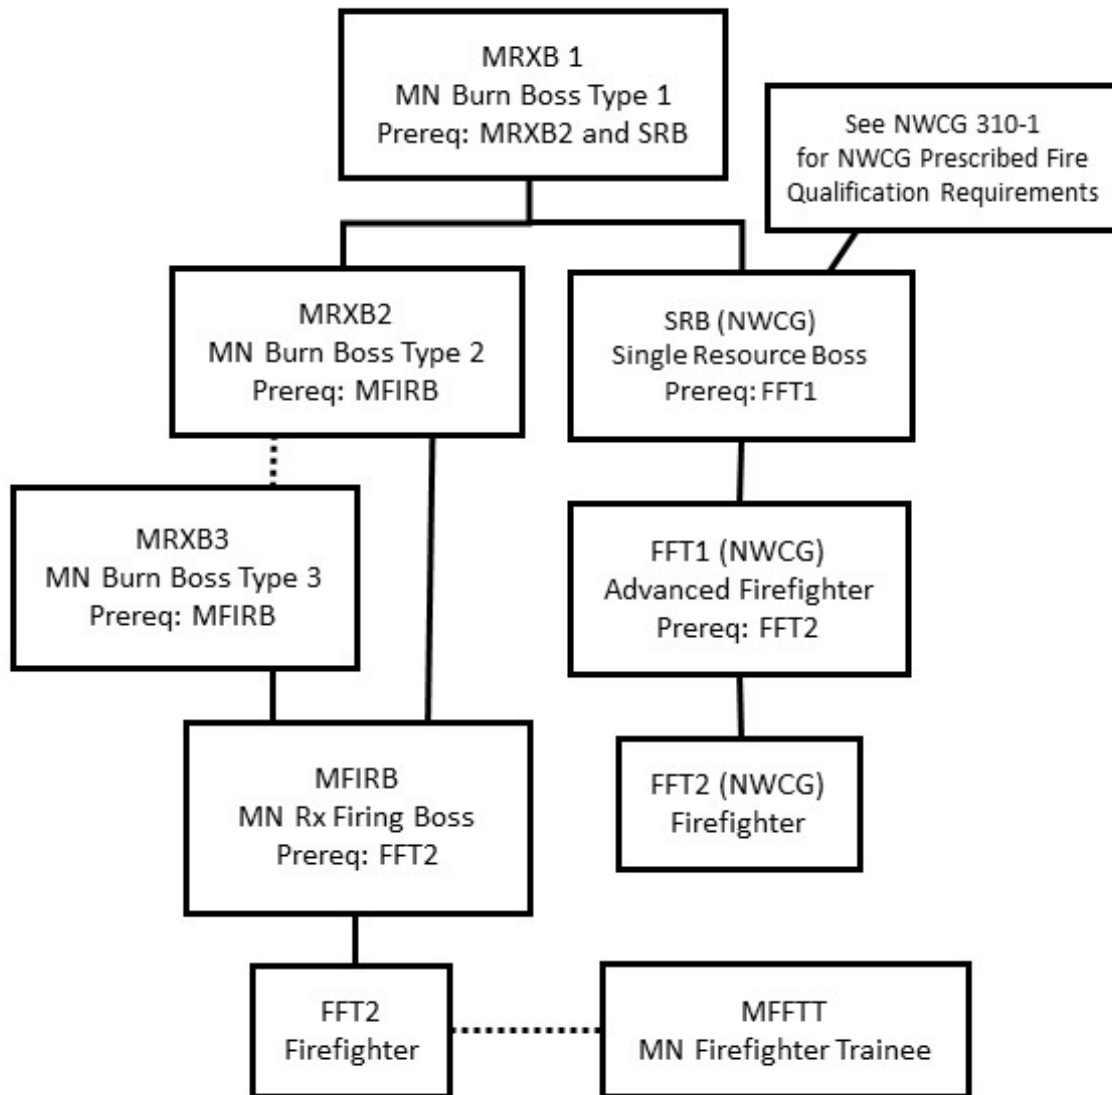 MRXB 1
MN Burn Boss Type 1
Prereq: MRXB2 and SRB
See NWCG 310-1
for NWCG Prescribed Fire
Qualification Requirements
MRXB2
MN Burn Boss Type 2
Prereq: MFIRB
SRB (NWCG)
Single Resource Boss
Prereq: FFT1
MRXB3
MN Burn Boss Type 3
Prereq: MFIRB
FFT1 (NWCG)
Advanced Firefighter
Prereq: FFT2
MFIRB
MN Rx Firing Boss
Prereq: FFT2
FFT2 (NWCG)
Firefighter
FFT2
Firefighter
MFFTT
MN Firefighter Trainee